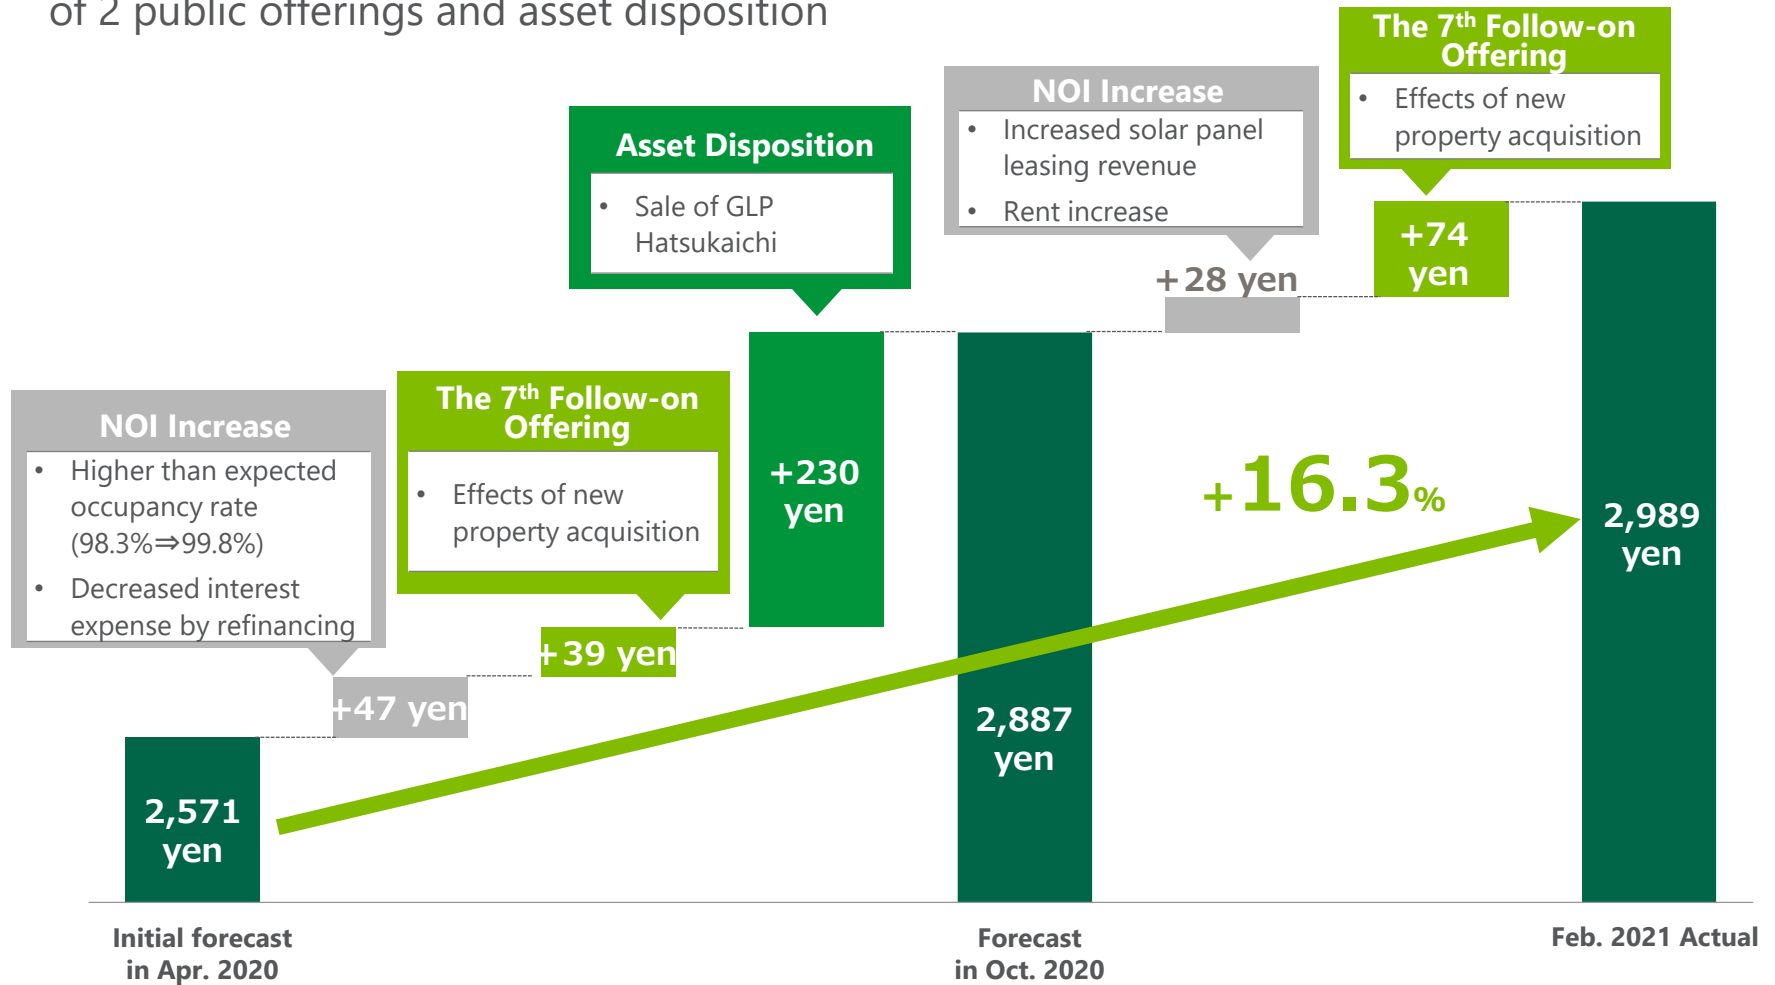 of 2 public offerings and asset disposition
The 7th Follow-on
Offering
• Effects of new
property acquisition
NOI Increase
• Increased solar panel
leasing revenue
• Rent increase
Asset Disposition
• Sale of GLP
Hatsukaichi
+74
yen
+28 yen
The 7th Follow-on
Offering
• Effects of new
property acquisition
NOI Increase
• Higher than expected
occupancy rate
(98.3%⇒99.8%)
• Decreased interest
expense by refinancing
+230
yen
+16.3%
2,989
yen
+39 yen
+47 yen
2,887
yen
2,571
yen
Initial forecast
in Apr. 2020
Forecast
in Oct. 2020
Feb. 2021 Actual